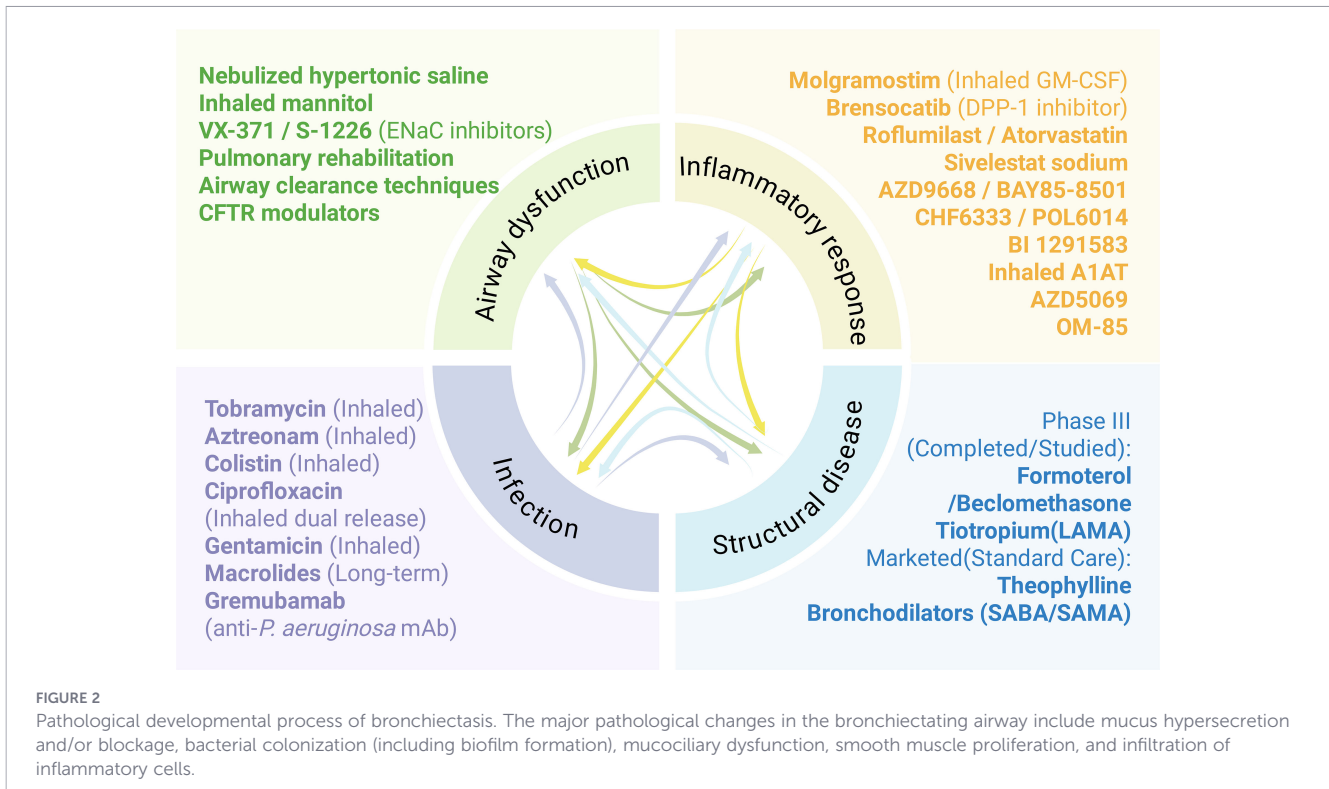 Nebulized hypertonic saline
Inhaled mannitol
VX-371 / S-1226 (ENaC inhibitors)
Pulmonary rehabilitation
Airway clearance techniques
CFTR modulators
Molgramostim (Inhaled GM-CSF)
Brensocatib (DPP-1 inhibitor)
Roflumilast / Atorvastatin
Sivelestat sodium
AZD9668 / BAY85-8501
CHF6333 / POL6014
BI 1291583
Inhaled A1AT
AZD5069
OM-85
Airway dysfunction
Inflammatory response
Infection
Structural disease
Tobramycin (Inhaled)
Aztreonam (Inhaled)
Colistin (Inhaled)
Ciprofloxacin
(Inhaled dual release)
Gentamicin (Inhaled)
Macrolides (Long-term)
Gremubamab
(anti-P. aeruginosa mAb)
Phase III
(Completed/Studied):
Formoterol
/Beclomethasone
Tiotropium(LAMA)
Marketed(Standard Care):
Theophylline
Bronchodilators (SABA/SAMA)
FIGURE 2
Pathological developmental process of bronchiectasis. The major pathological changes in the bronchiectating airway include mucus hypersecretion
and/or blockage, bacterial colonization (including biofilm formation), mucociliary dysfunction, smooth muscle proliferation, and infiltration of
inflammatory cells.